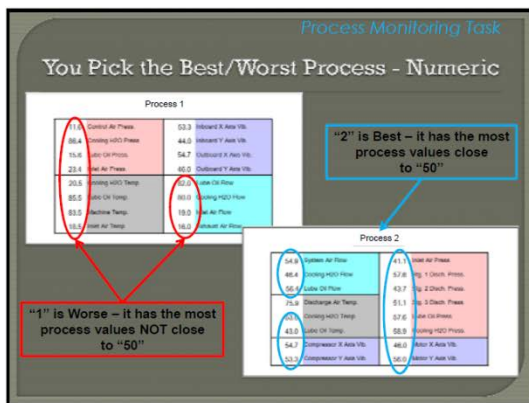 Process Monitoring Task
You Pick the Best/Worst Process - Numeric
Process 1
11.6 Control Air Press. 53.3 Inboard X Axis Vib.
86.4 Cooling H2O Press. 44.0 Inboard Y Axis Vib.
15.6 Lube Oil Press. 54.7 Outboard X Axis Vib.
23.4 Inlet Air Press. 46.0 Outboard Y Axis Vib.
20.5 Cooling H2O Temp. 82.0 Lube Oil Flow
85.5 Lube Oil Temp. 80.0 Cooling H2O Flow
83.5 Machine Temp. 19.0 Inlet Air Flow
18.5 Inlet Air Temp. 16.0 Exhaust Air Flow
"2" is Best – it has the most
process values close
to "50"
Process 2
54.9 System Air Flow 41.1 Inlet Air Press.
46.4 Cooling H2O Flow 57.6 Stg. 1 Disch. Press.
56.4 Lube Oil Flow 43.7 Stg. 2 Disch. Press.
75.9 Discharge Air Temp. 51.1 Stg. 3 Disch. Press.
Cooling H2O Temp. 57.6 Lube Oil Press.
43.0 Lube Oil Temp. 58.9 Cooling H2O Press.
54.7 Compressor X Axis Vib. 46.0 Motor X Axis Vib.
53.3 Compressor Y Axis Vib. 56.0 Motor Y Axis Vib.
"1" is Worse – it has the most
process values NOT close
to "50"